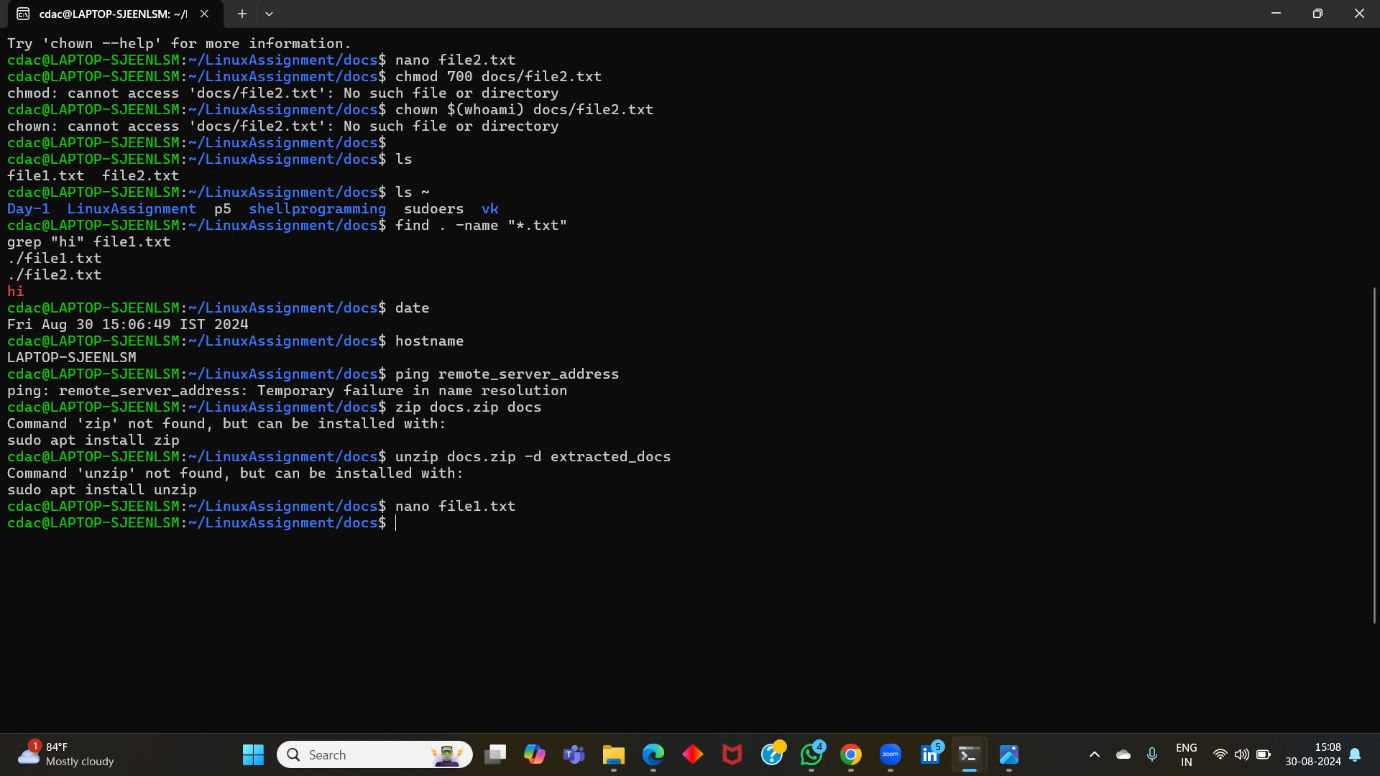 cdac@LAPTOP-SJEENLSM: ~/l
Try 'chown --help' for more information.
cdac@LAPTOP-SJEENLSM:~/LinuxAssignment/docs$ nano file2.txt
cdac@LAPTOP-SJEENLSM:~/LinuxAssignment/docs$ chmod 700 docs/file2.txt
chmod: cannot access 'docs/file2.txt': No such file or directory
cdac@LAPTOP-SJEENLSM:~/LinuxAssignment/docs$ chown $(whoami) docs/file2.txt
chown: cannot access 'docs/file2.txt': No such file or directory
cdac@LAPTOP-SJEENLSM:~/LinuxAssignment/docs$
cdac@LAPTOP-SJEENLSM:~/LinuxAssignment/docs$ ls
file1.txt  file2.txt
cdac@LAPTOP-SJEENLSM:~/LinuxAssignment/docs$ ls ~
Day-1  LinuxAssignment  p5  shellprogramming  sudoers  vk
cdac@LAPTOP-SJEENLSM:~/LinuxAssignment/docs$ find . -name "*.txt"
grep "hi" file1.txt
./file1.txt
./file2.txt
hi
cdac@LAPTOP-SJEENLSM:~/LinuxAssignment/docs$ date
Fri Aug 30 15:06:49 IST 2024
cdac@LAPTOP-SJEENLSM:~/LinuxAssignment/docs$ hostname
LAPTOP-SJEENLSM
cdac@LAPTOP-SJEENLSM:~/LinuxAssignment/docs$ ping remote_server_address
ping: remote_server_address: Temporary failure in name resolution
cdac@LAPTOP-SJEENLSM:~/LinuxAssignment/docs$ zip docs.zip docs
Command 'zip' not found, but can be installed with:
sudo apt install zip
cdac@LAPTOP-SJEENLSM:~/LinuxAssignment/docs$ unzip docs.zip -d extracted_docs
Command 'unzip' not found, but can be installed with:
sudo apt install unzip
cdac@LAPTOP-SJEENLSM:~/LinuxAssignment/docs$ nano file1.txt
cdac@LAPTOP-SJEENLSM:~/LinuxAssignment/docs$
1
84°F
Mostly cloudy
Search
4
zoom
in
5
ENG
IN
15:08
30-08-2024